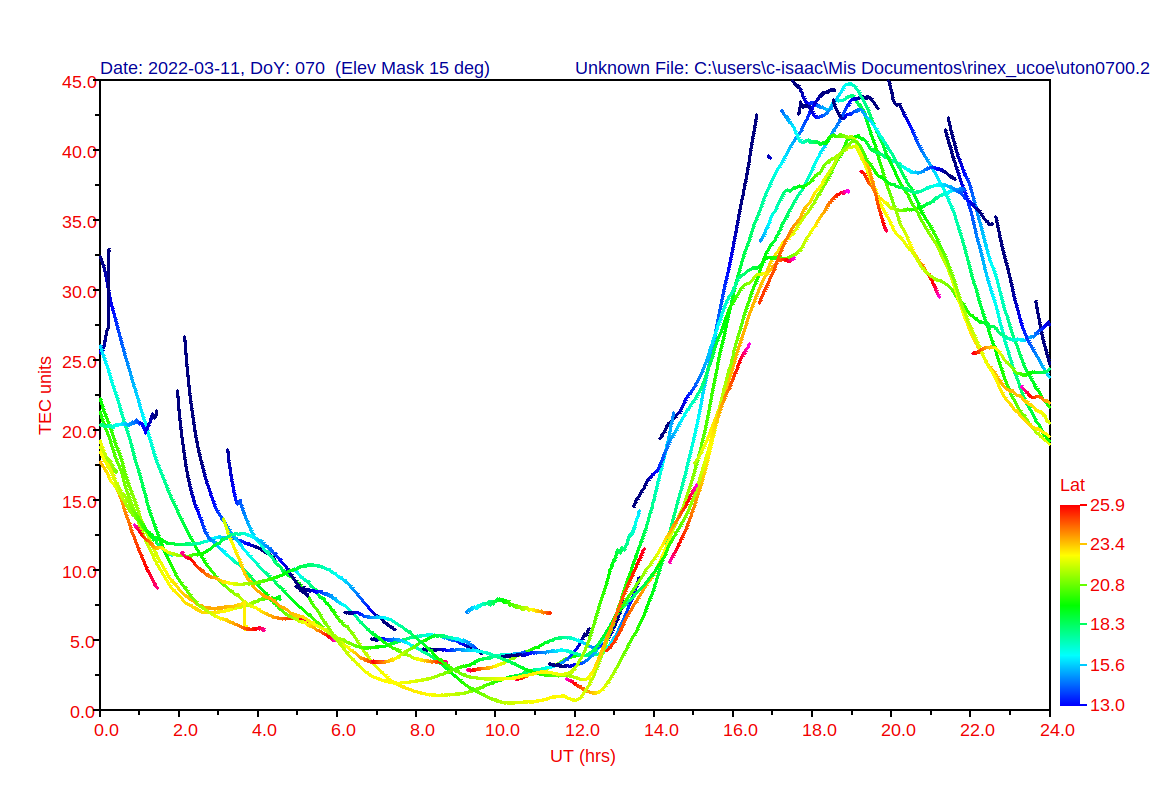 Date: 2022-03-11, DoY: 070  (Elev Mask 15 deg)
Unknown File: C:\users\c-isaac\Mis Documentos\rinex_ucoe\uton0700.2
45.0
40.0
35.0
30.0
25.0
20.0
15.0
10.0
5.0
0.0
TEC units
0.0 2.0 4.0 6.0 8.0 10.0 12.0 14.0 16.0 18.0 20.0 22.0 24.0
UT (hrs)
Lat
25.9
23.4
20.8
18.3
15.6
13.0